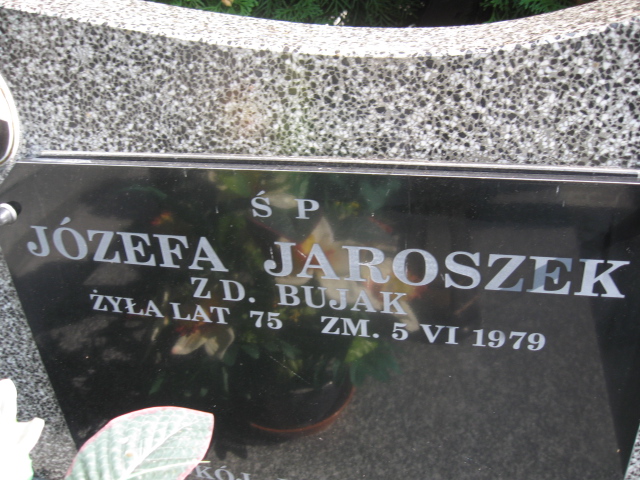 Ś P
JÓZEFA JAROSZEK
Z D. BUJAK
ŻYŁA LAT 75 ZM. 5 VI 1979